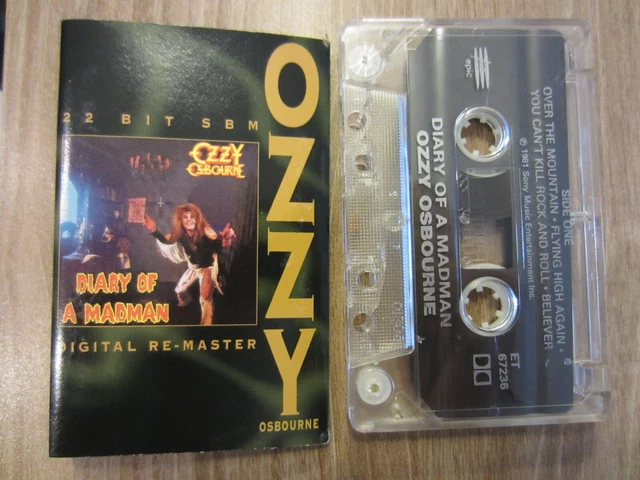 22 BIT SBM
OZZY
OSBOURNE
DIARY OF
A MADMAN
DIGITAL RE-MASTER
OZZY
OSBOURNE
epic
SIDE ONE
OVER THE MOUNTAIN • FLYING HIGH AGAIN •
YOU CAN'T KILL ROCK AND ROLL • BELIEVER
℗ 1981 Sony Music Entertainment Inc.
DIARY OF A MADMAN
OZZY OSBOURNE
ET
67236